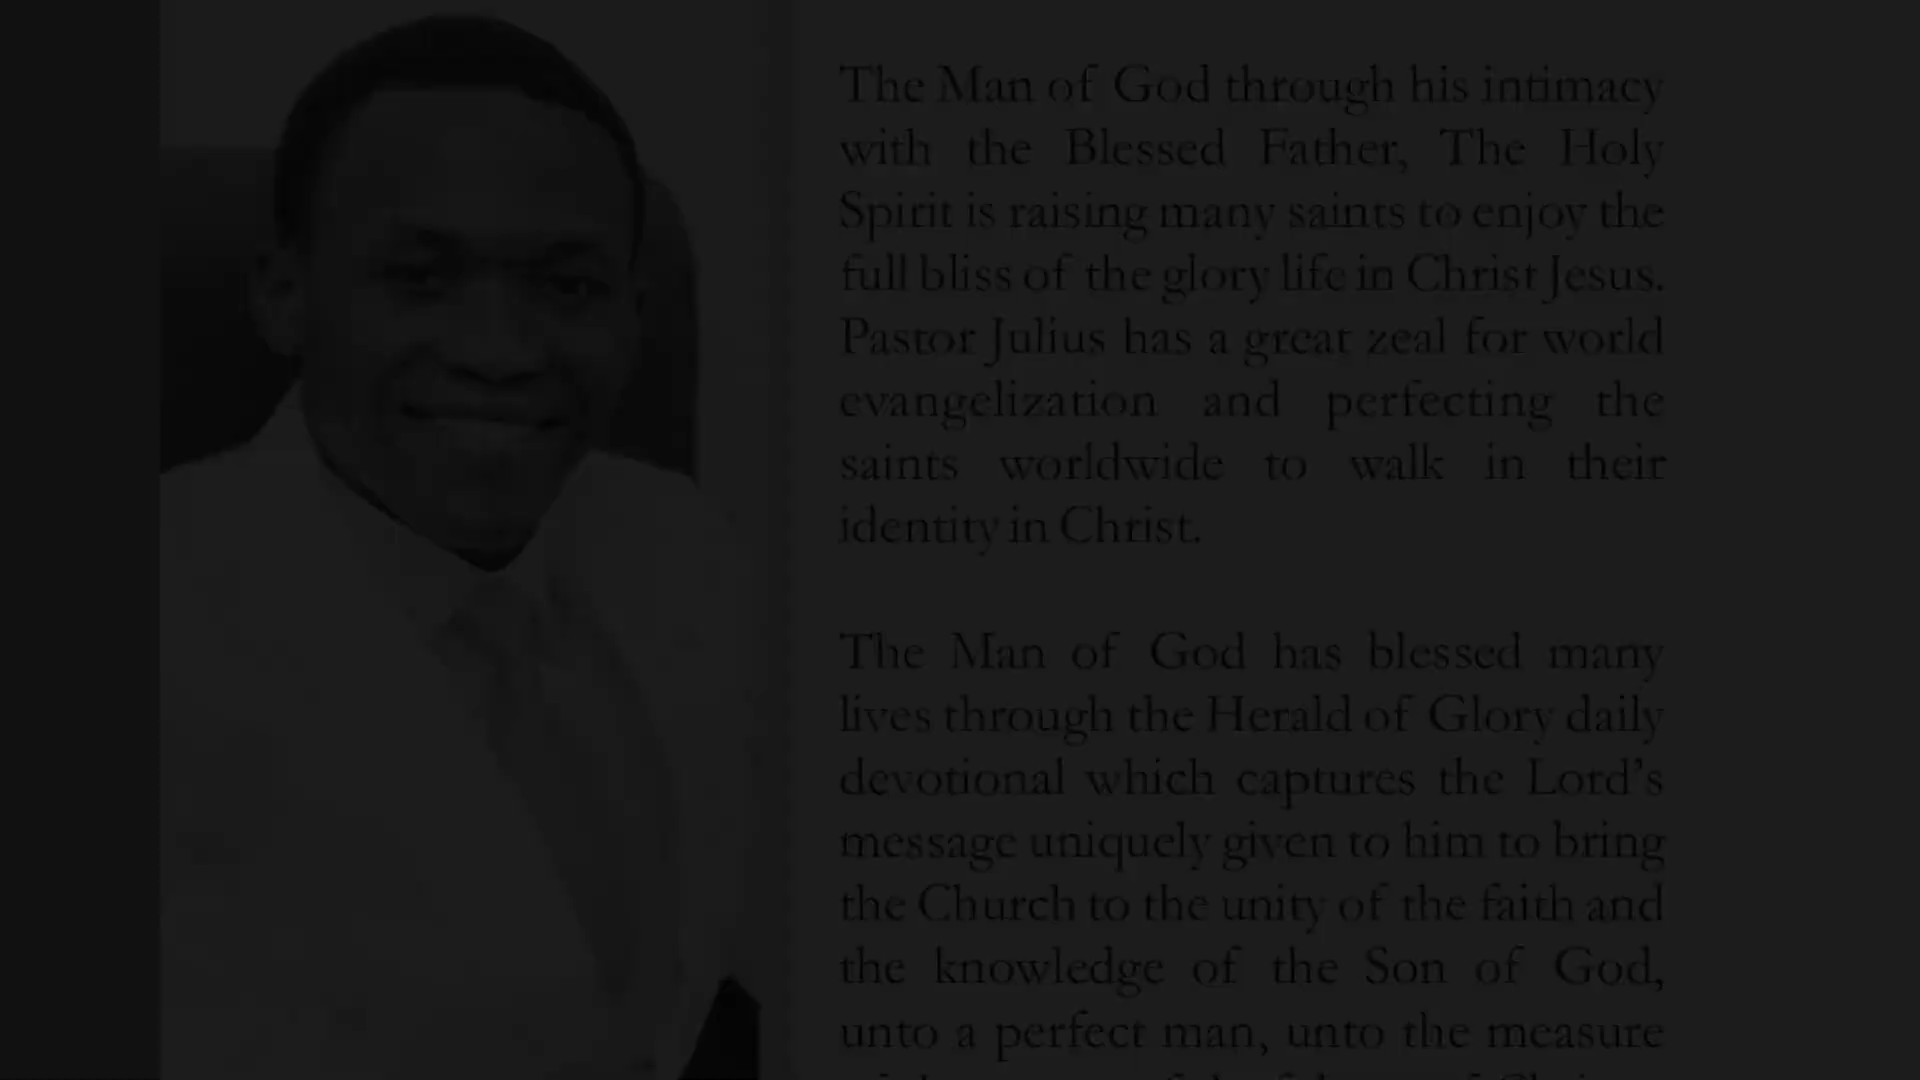 The Man of God through his intimacy
with the Blessed Father, The Holy
Spirit is raising many saints to enjoy the
full bliss of the glory life in Christ Jesus.
Pastor Julius has a great zeal for world
evangelization and perfecting the
saints worldwide to walk in their
identity in Christ.
The Man of God has blessed many
lives through the Herald of Glory daily
devotional which captures the Lord's
message uniquely given to him to bring
the Church to the unity of the faith and
the knowledge of the Son of God,
unto a perfect man, unto the measure